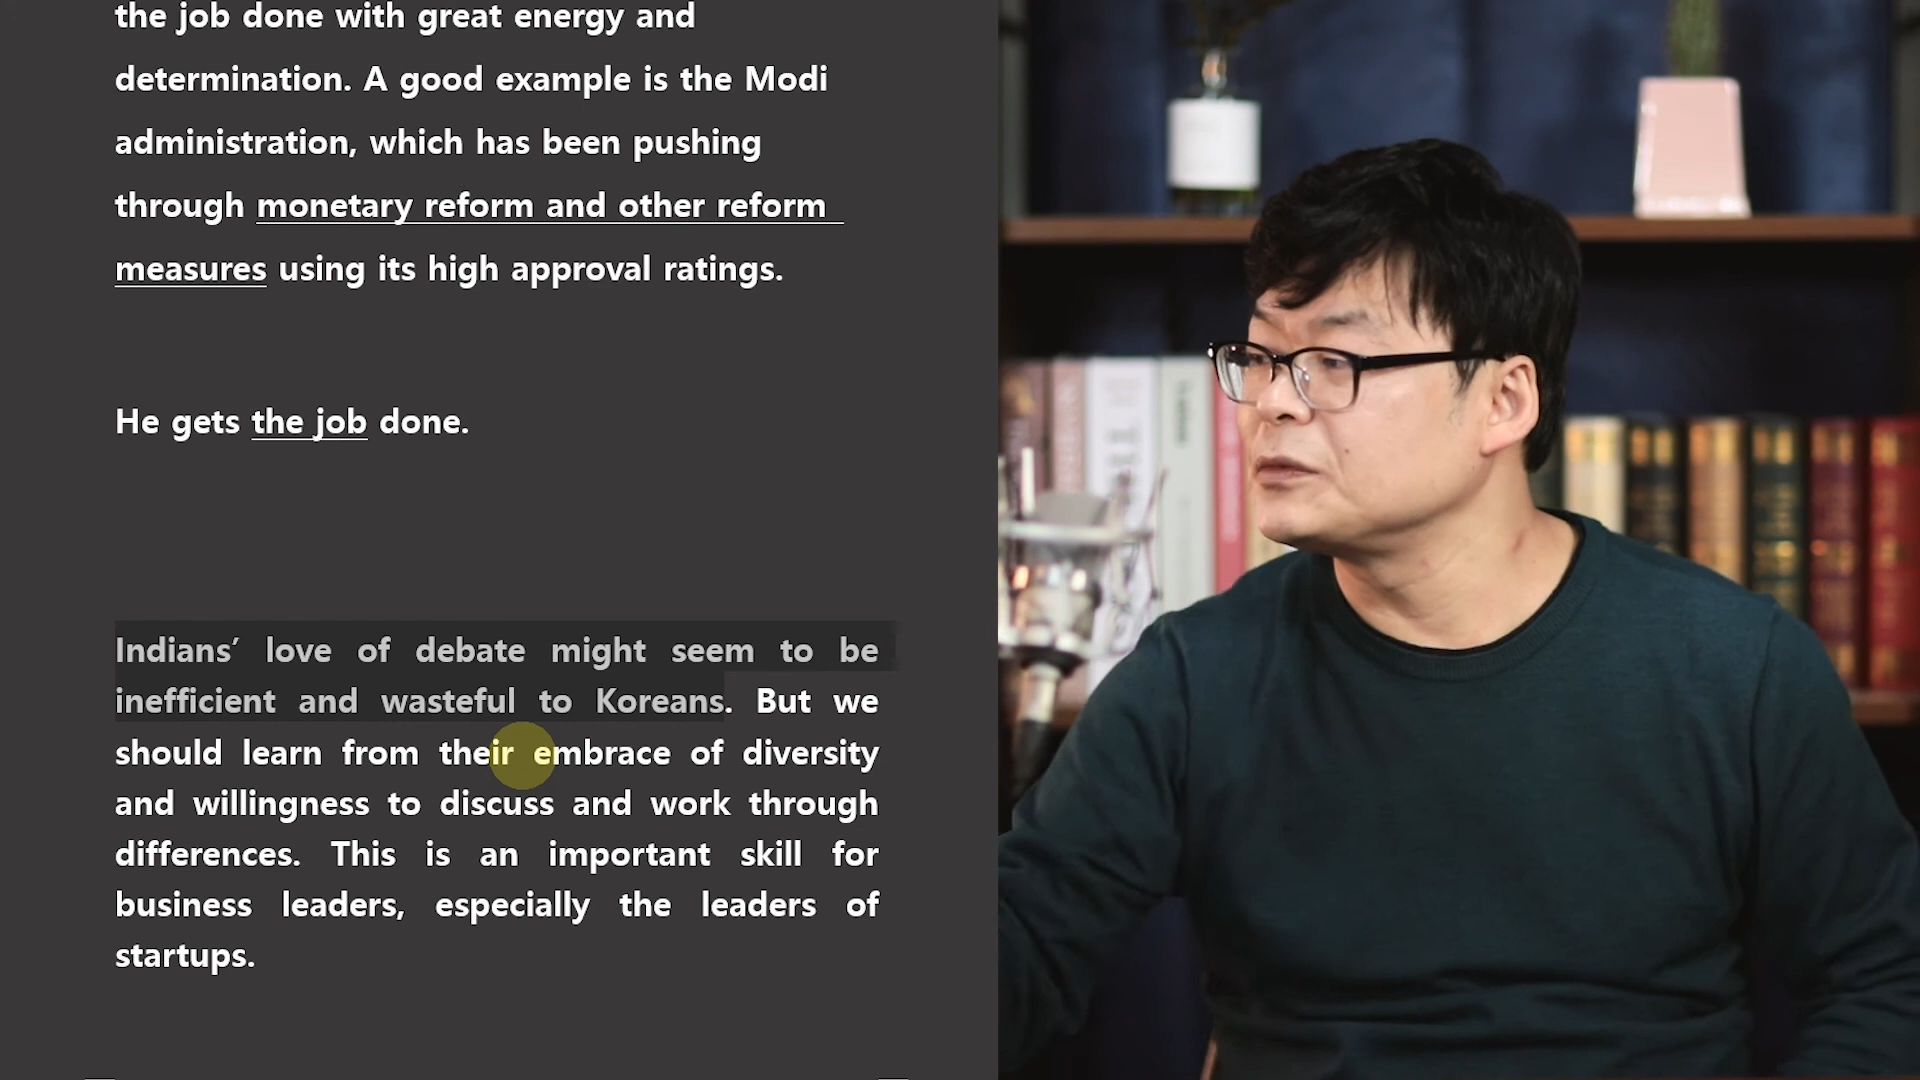 the job done with great energy and
determination. A good example is the Modi
administration, which has been pushing
through monetary reform and other reform
measures using its high approval ratings.
He gets the job done.
Indians’ love of debate might seem to be
inefficient and wasteful to Koreans. But we
should learn from their embrace of diversity
and willingness to discuss and work through
differences. This is an important skill for
business leaders, especially the leaders of
startups.